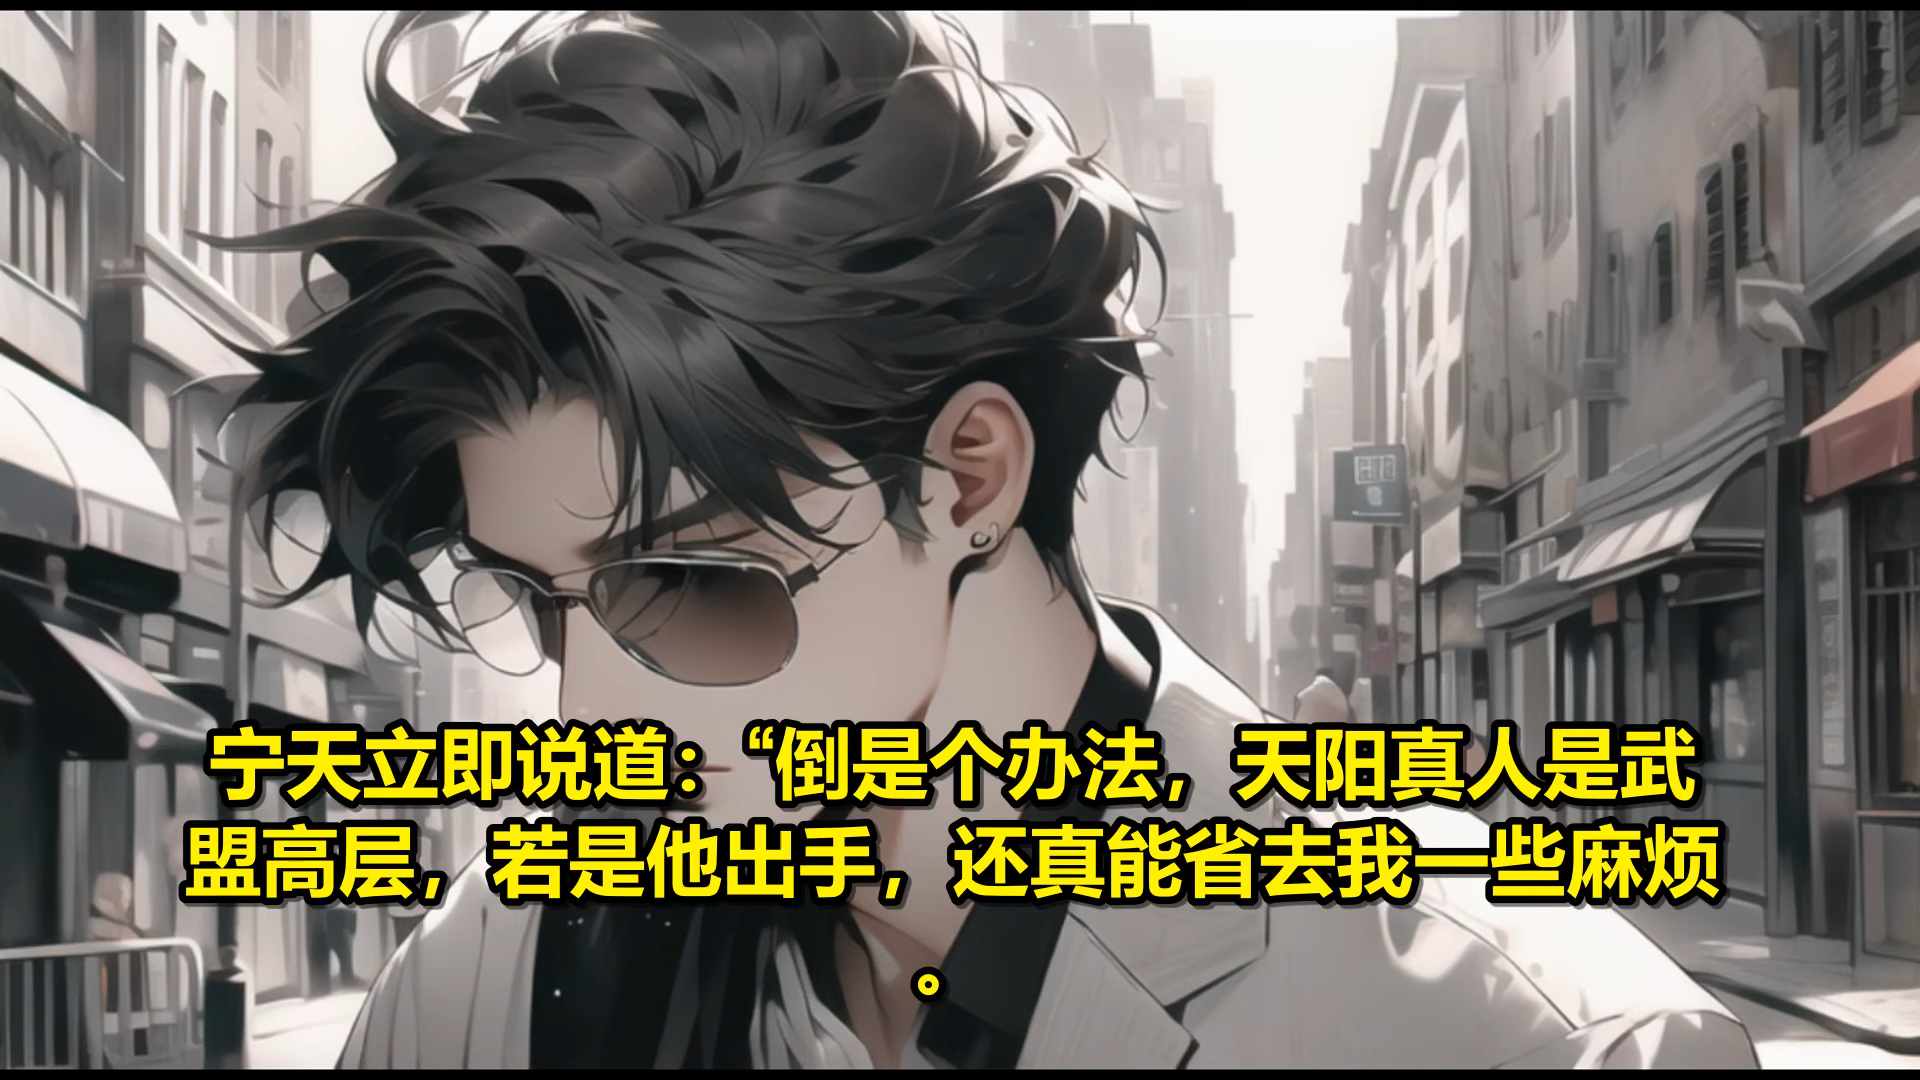 宁天立即说道：“倒是个办法，天阳真人是武
盟高层，若是他出手，还真能省去我一些麻烦
。